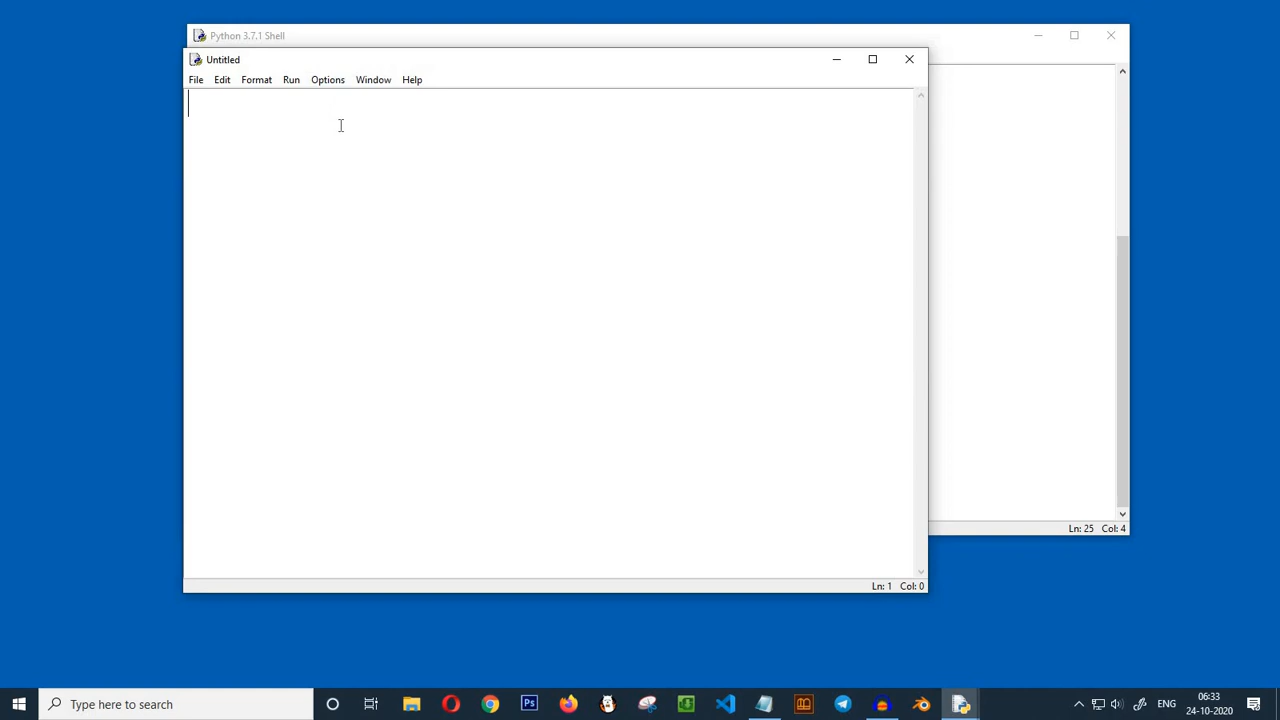 Python 3.7.1 Shell
Untitled
File Edit Format Run Options Window Help
Ln: 1 Col: 0
Ln: 25 Col: 4
Type here to search
Ps
ENG
06:33
24-10-2020